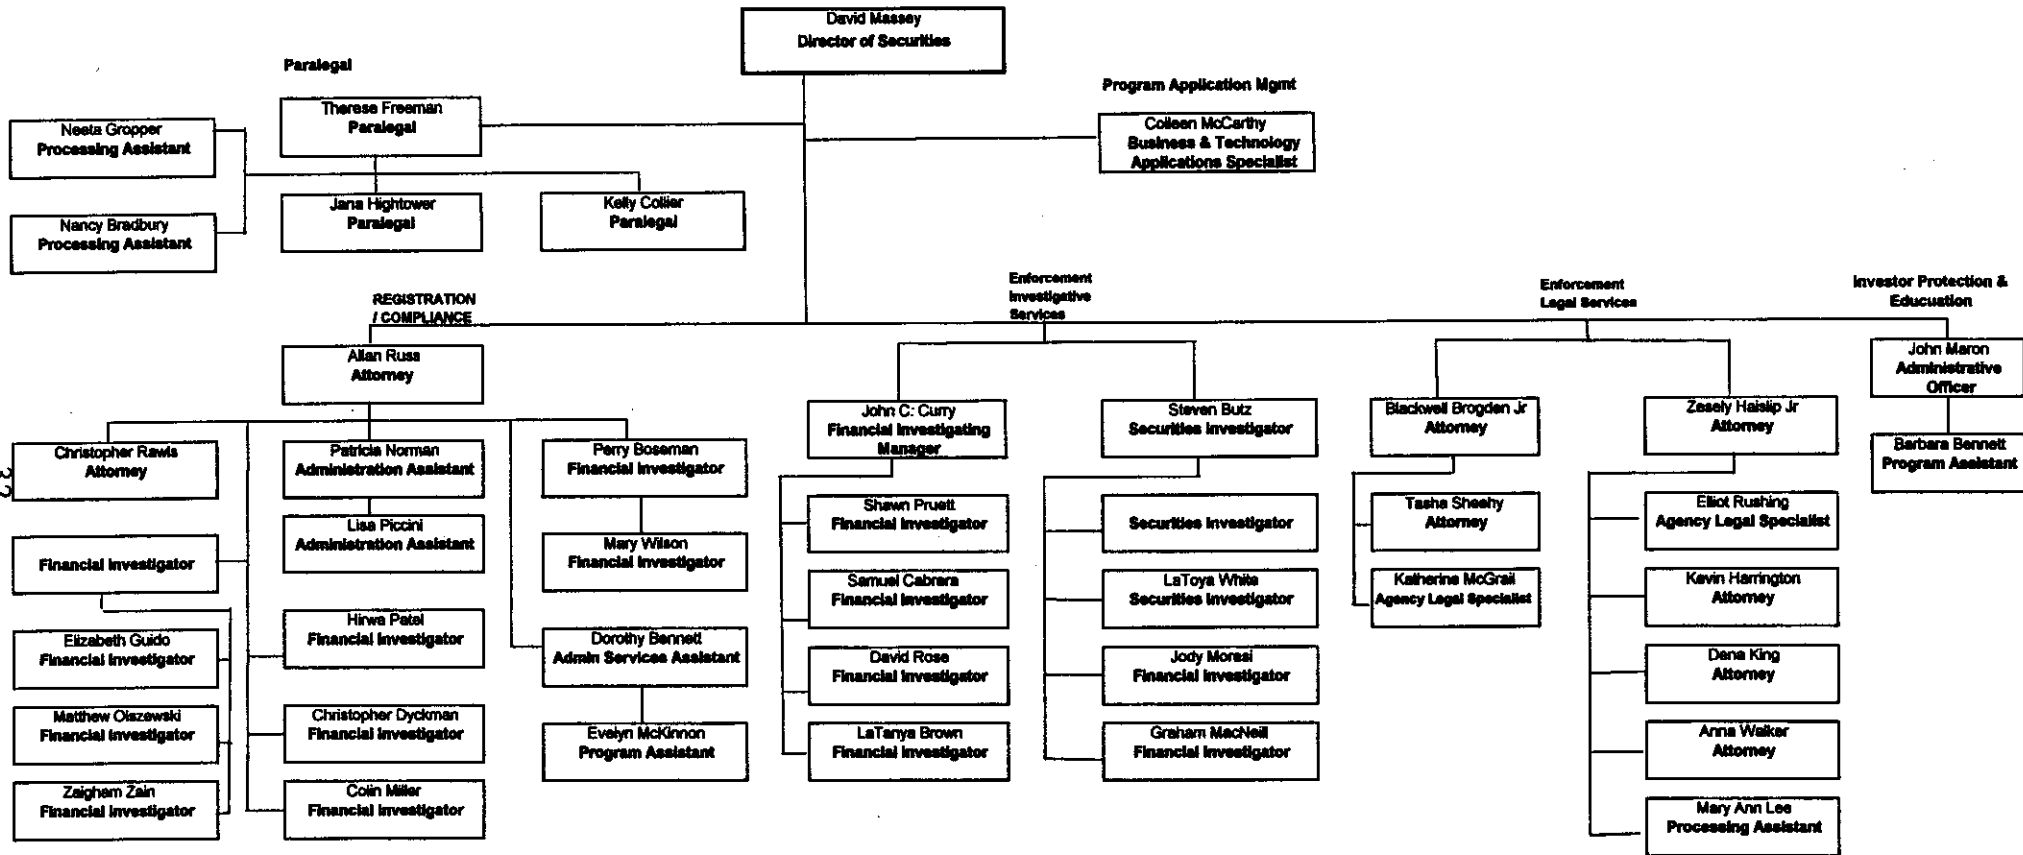 David Massey
Director of Securities
Paralegal
Program Application Mgmt
Therese Freeman
Paralegal
Colleen McCarthy
Business & Technology
Applications Specialist
Neeta Gropper
Processing Assistant
Jana Hightower
Paralegal
Kelly Collier
Paralegal
Nancy Bradbury
Processing Assistant
REGISTRATION
/ COMPLIANCE
Enforcement
Investigative
Services
Enforcement
Legal Services
Investor Protection &
Educuation
Allan Russ
Attorney
John Maron
Administrative
Officer
Barbara Bennett
Program Assistant
Christopher Rawls
Attorney
Patricia Norman
Administration Assistant
Lisa Piccini
Administration Assistant
Perry Boseman
Financial Investigator
Mary Wilson
Financial Investigator
Financial Investigator
Elizabeth Guido
Financial Investigator
Matthew Olszewski
Financial Investigator
Zaigham Zain
Financial Investigator
Hirwa Patel
Financial Investigator
Christopher Dyckman
Financial Investigator
Colin Miller
Financial Investigator
Dorothy Bennett
Admin Services Assistant
Evelyn McKinnon
Program Assistant
John C. Curry
Financial Investigating
Manager
Shawn Pruett
Financial Investigator
Samuel Cabrera
Financial Investigator
David Rose
Financial Investigator
LaTanya Brown
Financial Investigator
Steven Butz
Securities Investigator
Securities Investigator
LaToya White
Securities Investigator
Jody Morasi
Financial Investigator
Graham MacNeill
Financial Investigator
Blackwell Brogden Jr
Attorney
Tasha Sheehy
Attorney
Katherine McGrail
Agency Legal Specialist
Zesely Haislip Jr
Attorney
Elliot Rushing
Agency Legal Specialist
Kevin Harrington
Attorney
Dana King
Attorney
Anna Walker
Attorney
Mary Ann Lee
Processing Assistant